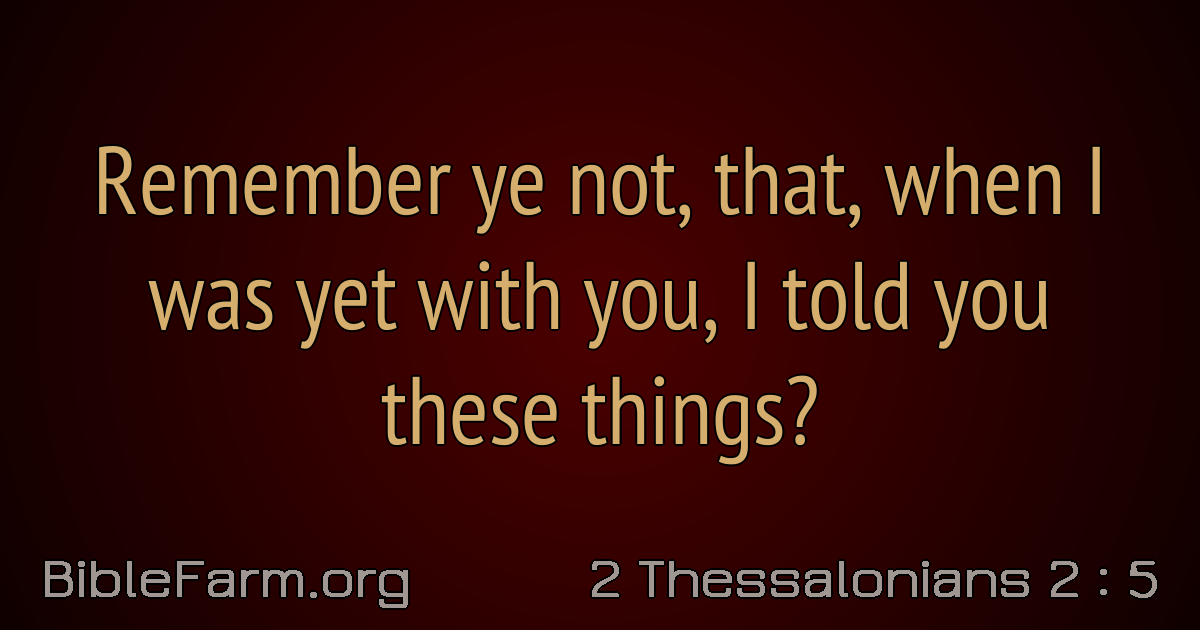 Remember ye not, that, when I
was yet with you, I told you
these things?
BibleFarm.org
2 Thessalonians 2 : 5